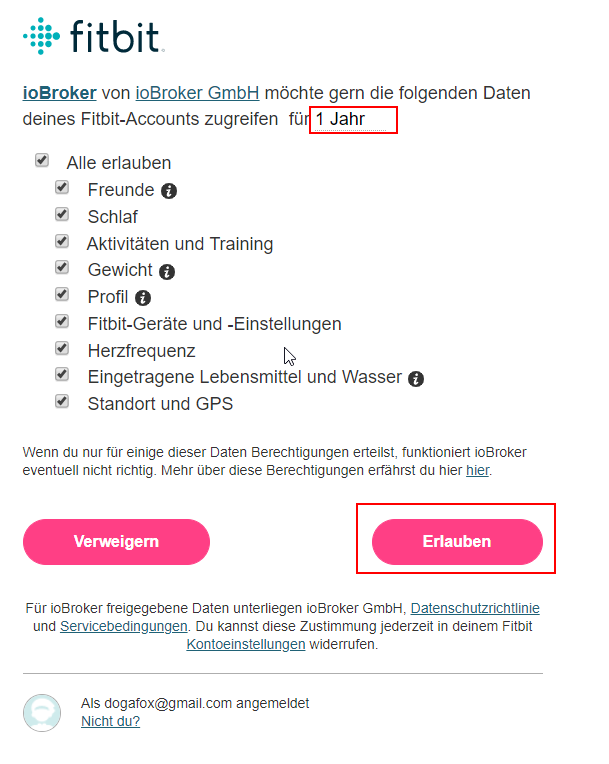 fitbit.
ioBroker von ioBroker GmbH möchte gern die folgenden Daten
deines Fitbit-Accounts zugreifen für 1 Jahr
Alle erlauben
Freunde i
Schlaf
Aktivitäten und Training
Gewicht i
Profil i
Fitbit-Geräte und -Einstellungen
Herzfrequenz
Eingetragene Lebensmittel und Wasser i
Standort und GPS
Wenn du nur für einige dieser Daten Berechtigungen erteilst, funktioniert ioBroker
eventuell nicht richtig. Mehr über diese Berechtigungen erfährst du hier hier.
Verweigern Erlauben
Für ioBroker freigegebene Daten unterliegen ioBroker GmbH, Datenschutzrichtlinie
und Servicebedingungen. Du kannst diese Zustimmung jederzeit in deinem Fitbit
Kontoeinstellungen widerrufen.
Als dogafox@gmail.com angemeldet
Nicht du?